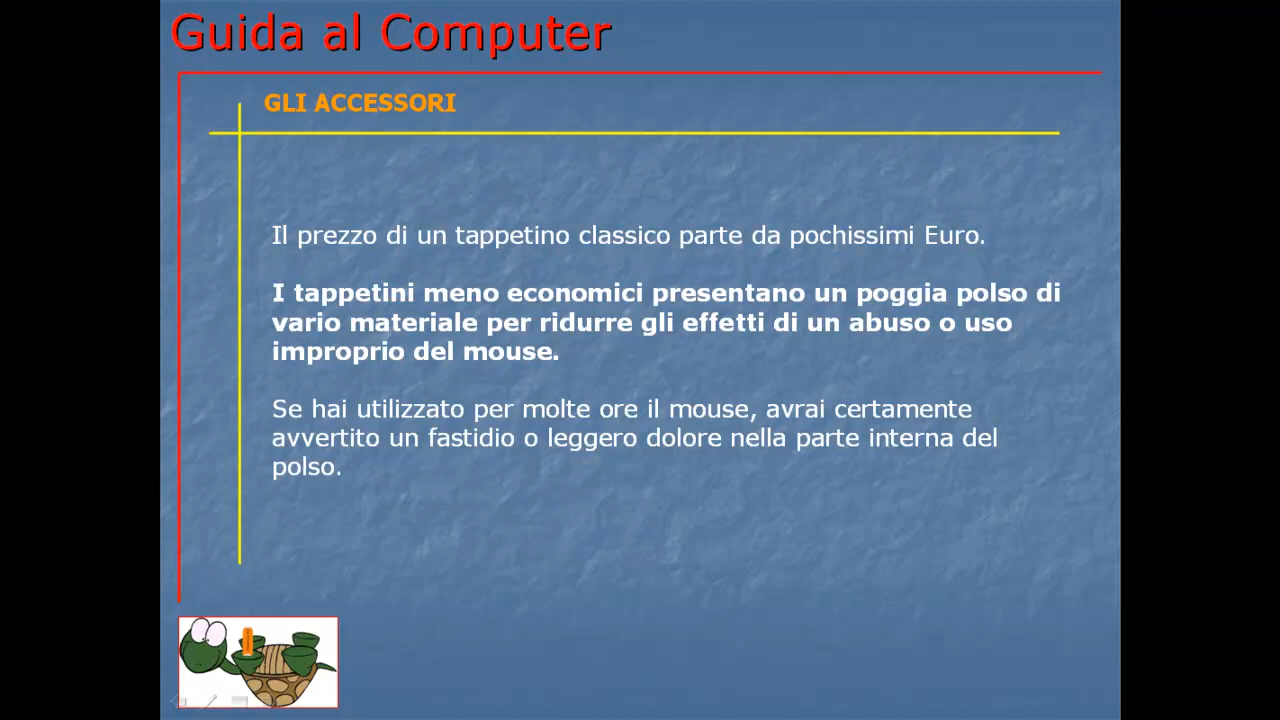 Guida al Computer
GLI ACCESSORI
Il prezzo di un tappetino classico parte da pochissimi Euro.
I tappetini meno economici presentano un poggia polso di
vario materiale per ridurre gli effetti di un abuso o uso
improprio del mouse.
Se hai utilizzato per molte ore il mouse, avrai certamente
avvertito un fastidio o leggero dolore nella parte interna del
polso.